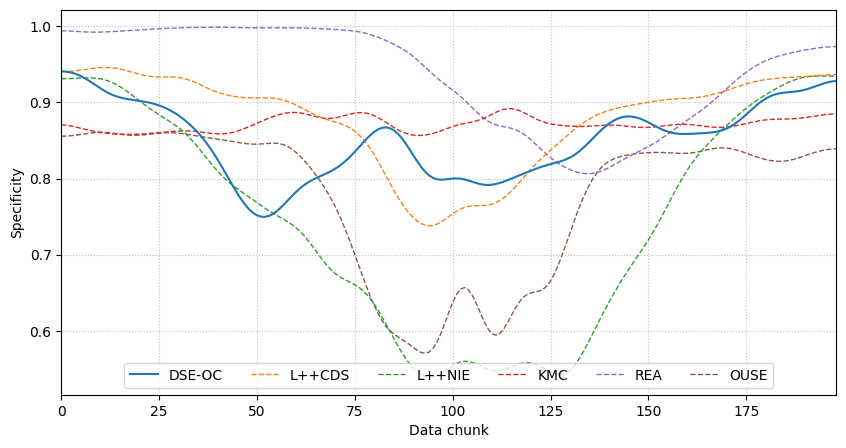 1.0
0.9
0.8
0.7
0.6
Specificity
DSE-OC L++CDS L++NIE KMC REA OUSE
0 25 50 75 100 125 150 175
Data chunk